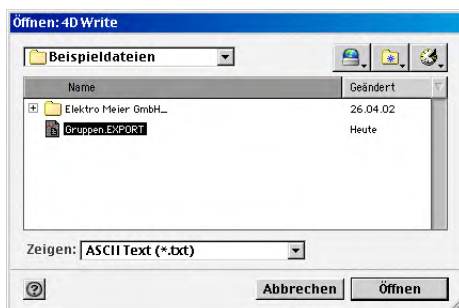 Öffnen: 4D Write
Beispieldateien
Name Geändert
Elektro Meier GmbH_ 26.04.02
Gruppen.EXPORT Heute
Zeigen: ASCII Text (*.txt)
? Abbrechen Öffnen